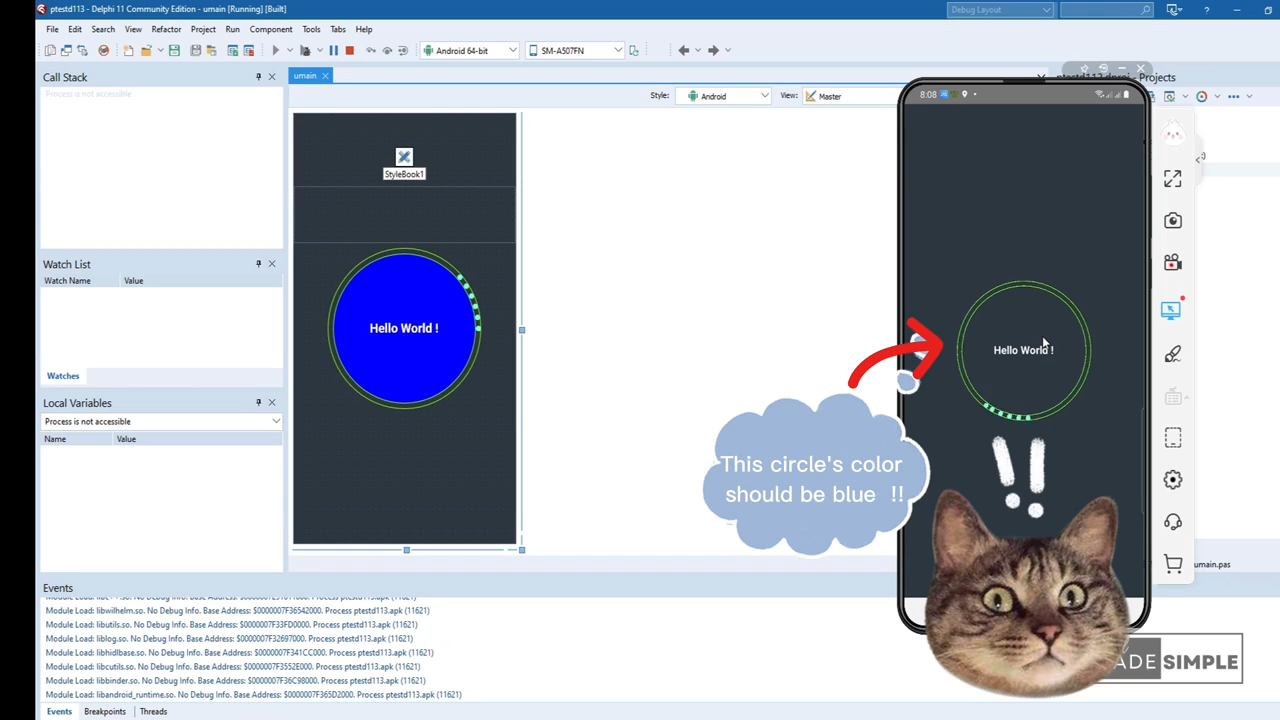 ptestd113 - Delphi 11 Community Edition - umain [Running] [Built]
Debug Layout
File Edit Search View Refactor Project Run Component Tools Tabs Help
Android 64-bit
SM-A507FN
Call Stack
Process is not accessible
umain
Style: Android View: Master
StyleBook1
Hello World !
Watch List
Watch Name Value
Watches
Local Variables
Process is not accessible
Name Value
Projects
8:08
Hello World !
This circle's color
should be blue !!
umain.pas
Events
Module Load: libwilhelm.so. No Debug Info. Base Address: $0000007F36542000. Process ptestd113.apk (11621)
Module Load: libutils.so. No Debug Info. Base Address: $0000007F33FD0000. Process ptestd113.apk (11621)
Module Load: liblog.so. No Debug Info. Base Address: $0000007F32697000. Process ptestd113.apk (11621)
Module Load: libhidlbase.so. No Debug Info. Base Address: $0000007F341CC000. Process ptestd113.apk (11621)
Module Load: libcutils.so. No Debug Info. Base Address: $0000007F3552E000. Process ptestd113.apk (11621)
Module Load: libbinder.so. No Debug Info. Base Address: $0000007F36C98000. Process ptestd113.apk (11621)
Module Load: libandroid_runtime.so. No Debug Info. Base Address: $0000007F365D2000. Process ptestd113.apk (11621)
Events Breakpoints Threads
ADE SIMPLE